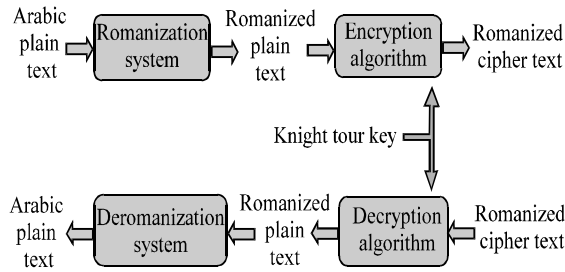 Arabic
plain
text
Romanization
system
Romanized
plain
text
Encryption
algorithm
Romanized
cipher text
Knight tour key
Arabic
plain
text
Deromanization
system
Romanized
plain
text
Decryption
algorithm
Romanized
cipher text